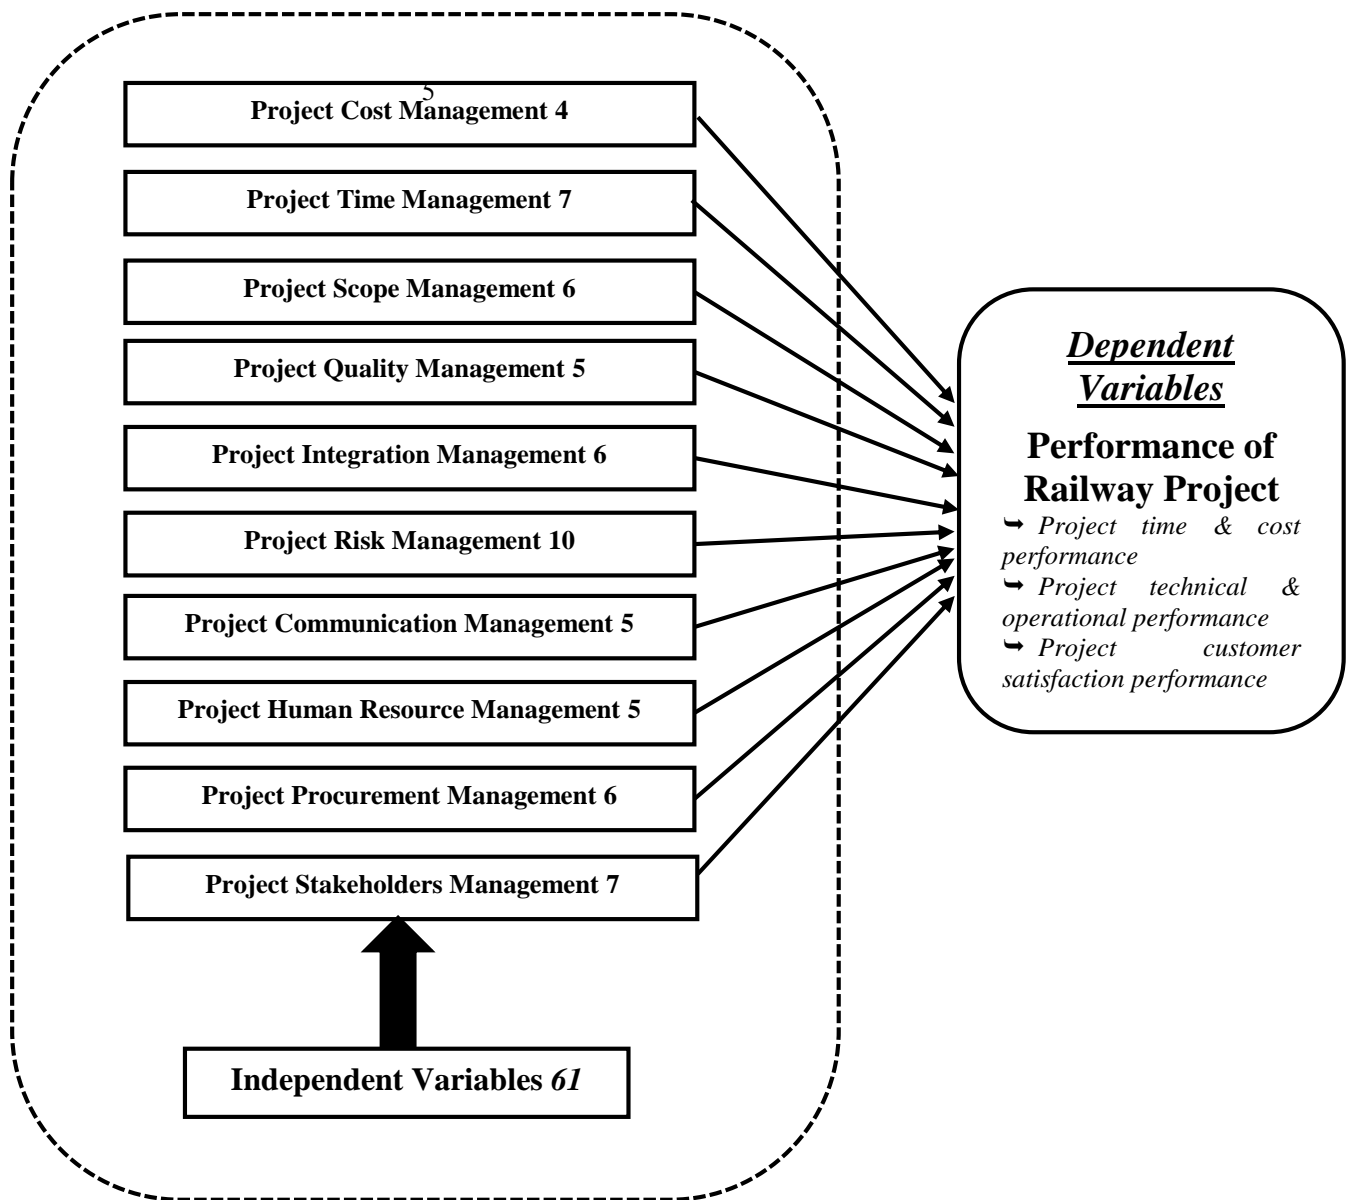 5
Project Cost Management 4
Project Time Management 7
Project Scope Management 6
Project Quality Management 5
Project Integration Management 6
Project Risk Management 10
Project Communication Management 5
Project Human Resource Management 5
Project Procurement Management 6
Project Stakeholders Management 7
Independent Variables 61
Dependent
Variables
Performance of
Railway Project
➥ Project time & cost
performance
➥ Project technical &
operational performance
➥ Project customer
satisfaction performance